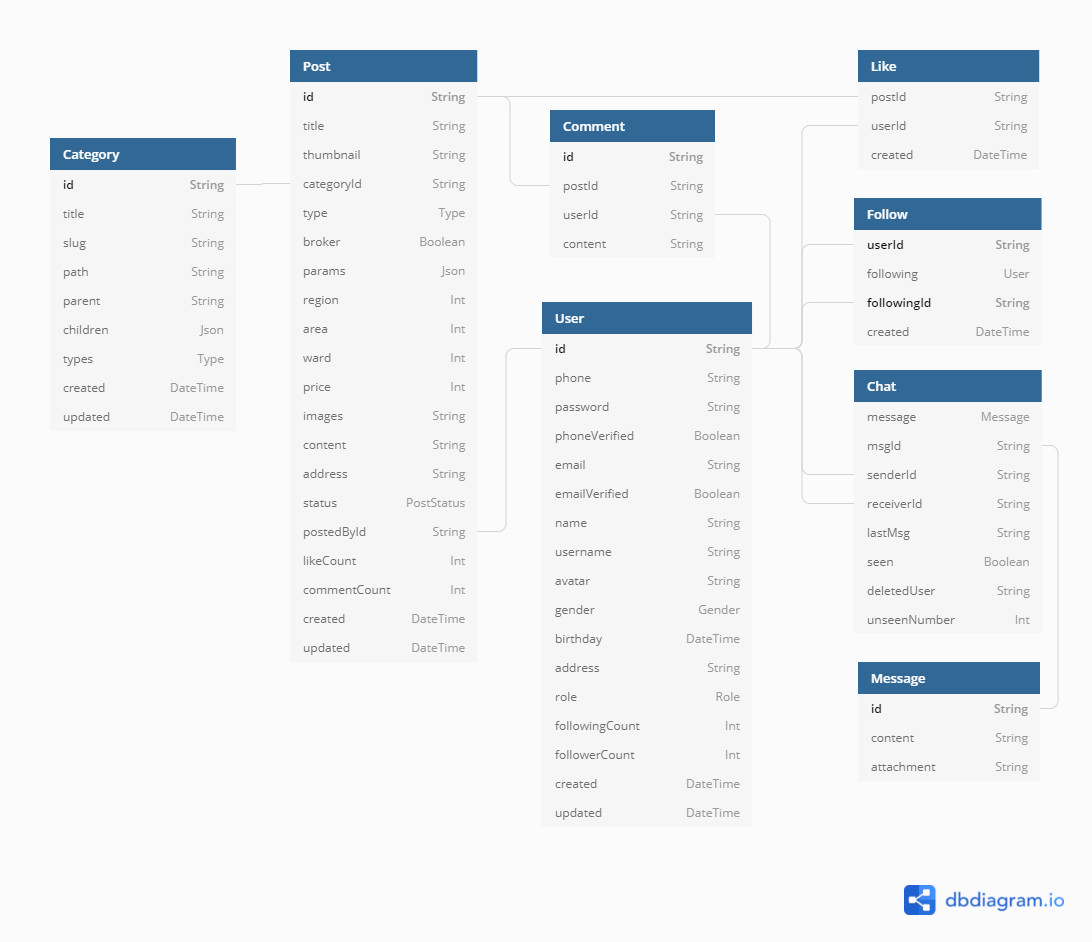 Post
id String
title String
thumbnail String
categoryId String
type Type
broker Boolean
params Json
region Int
area Int
ward Int
price Int
images String
content String
address String
status PostStatus
postedById String
likeCount Int
commentCount Int
created DateTime
updated DateTime
Like
postId String
userId String
created DateTime
Comment
id String
postId String
userId String
content String
Category
id String
title String
slug String
path String
parent String
children Json
types Type
created DateTime
updated DateTime
Follow
userId String
following User
followingId String
created DateTime
User
id String
phone String
password String
phoneVerified Boolean
email String
emailVerified Boolean
name String
username String
avatar String
gender Gender
birthday DateTime
address String
role Role
followingCount Int
followerCount Int
created DateTime
updated DateTime
Chat
message Message
msgId String
senderId String
receiverId String
lastMsg String
seen Boolean
deletedUser String
unseenNumber Int
Message
id String
content String
attachment String
dbdiagram.io